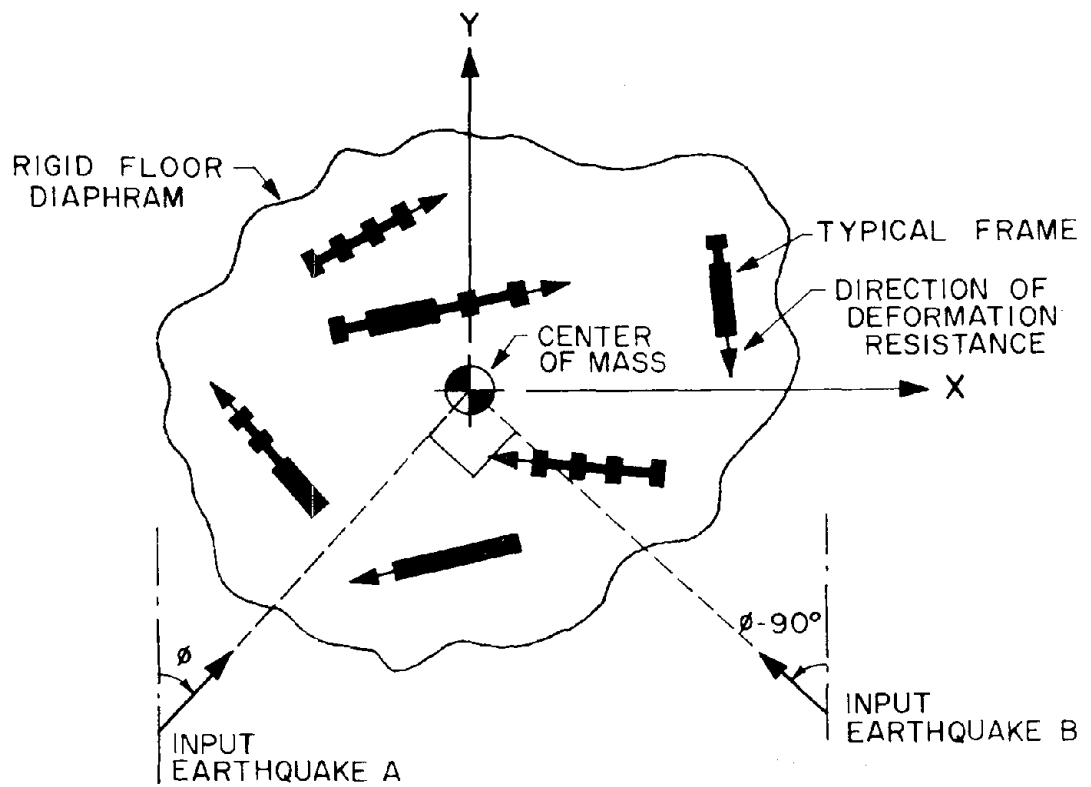 Y
RIGID FLOOR
DIAPHRAM
TYPICAL FRAME
DIRECTION OF
DEFORMATION
RESISTANCE
CENTER
OF MASS
X
ø
ø-90°
INPUT
EARTHQUAKE A
INPUT
EARTHQUAKE B